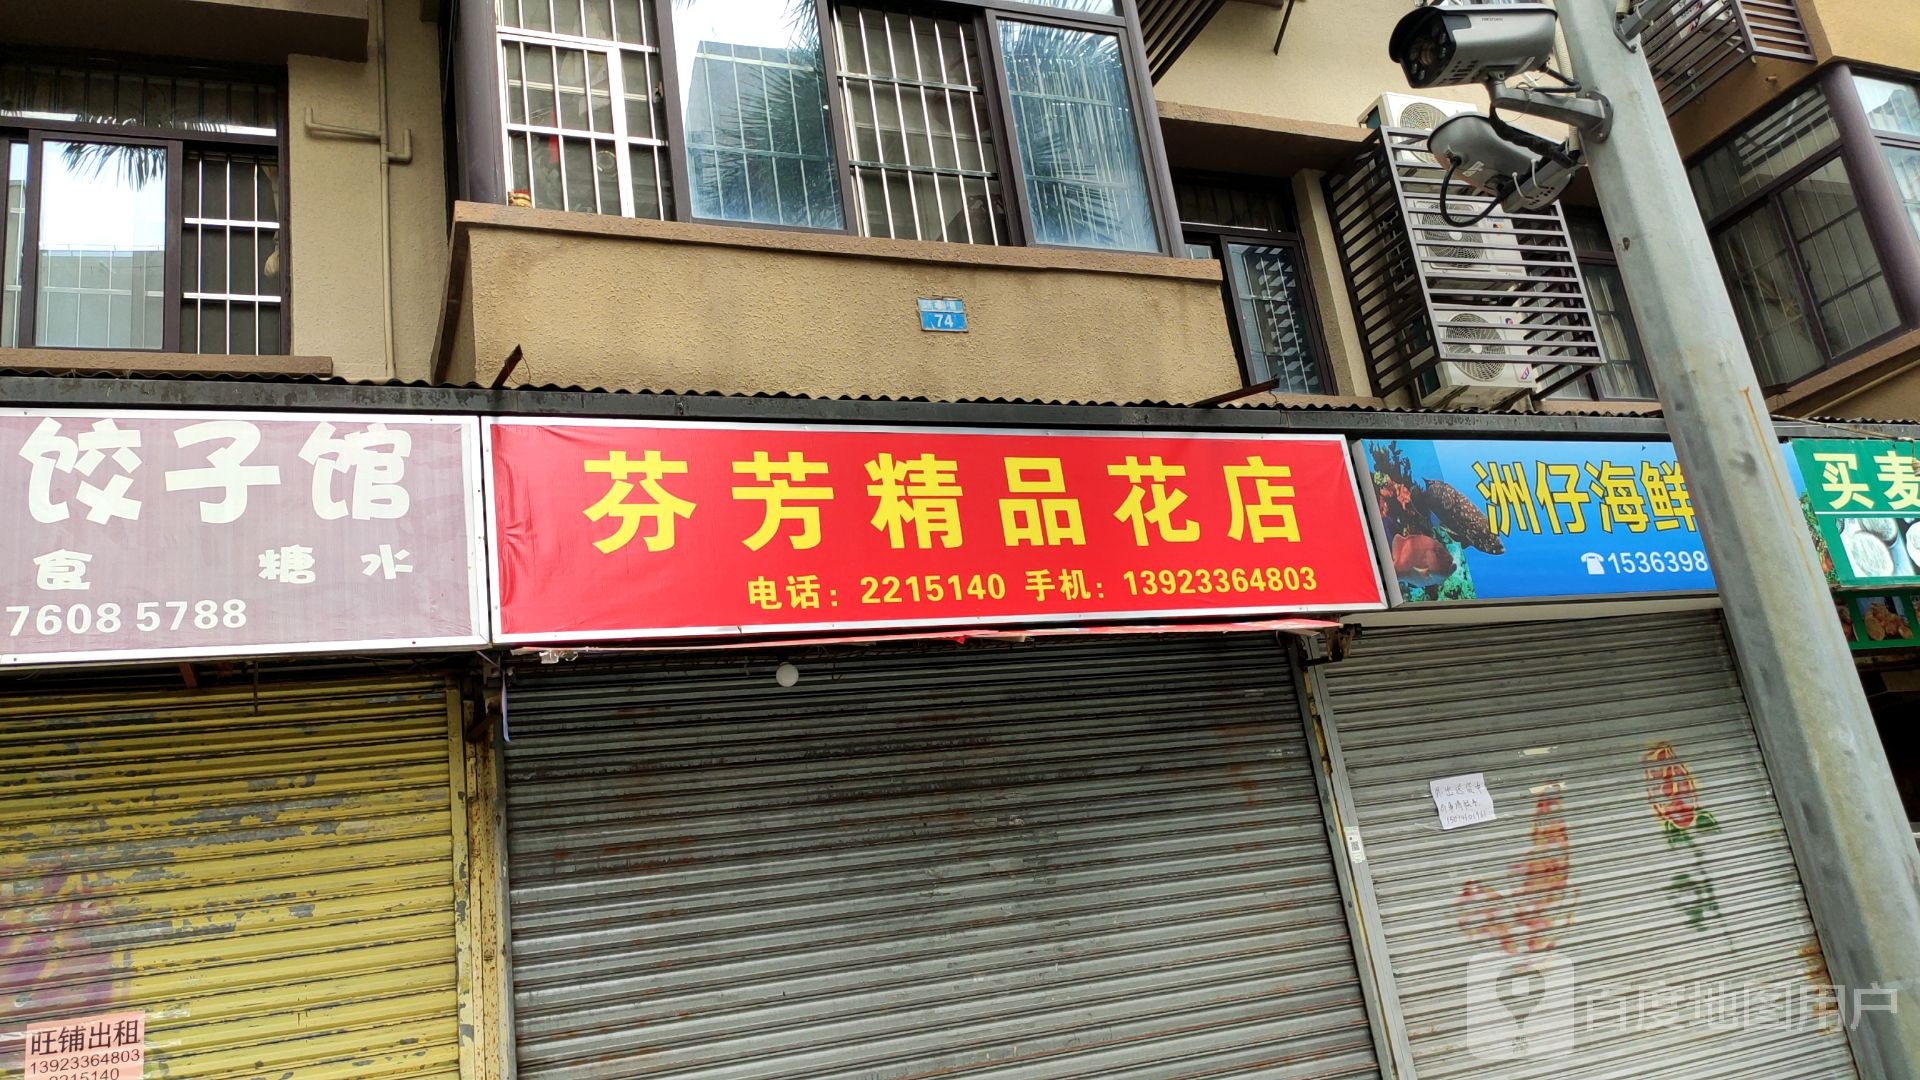 74
饺子馆
食 糖水
7608 5788
芬芳精品花店
电话：2215140 手机：13923364803
洲仔海鲜
☎1536398
买麦
旺铺出租
13923364803
2215140
百度地图用户